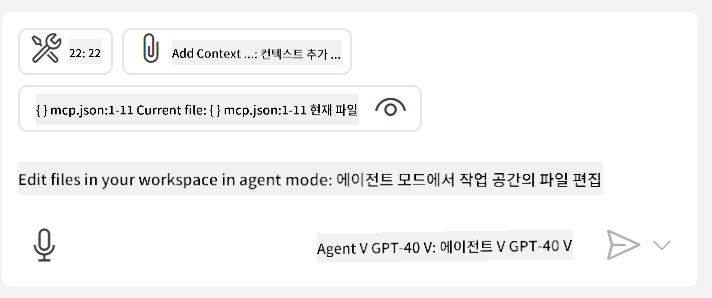 22: 22
Add Context ...: 컨텍스트 추가 ...
{ } mcp.json:1-11 Current file: { } mcp.json:1-11 현재 파일
Edit files in your workspace in agent mode: 에이전트 모드에서 작업 공간의 파일 편집
Agent V GPT-40 V: 에이전트 V GPT-40 V